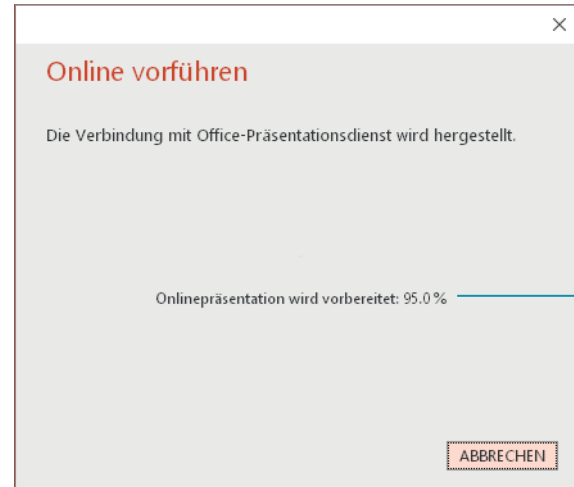 Online vorführen
Die Verbindung mit Office-Präsentationsdienst wird hergestellt.
Onlinepräsentation wird vorbereitet: 95.0 %
ABBRECHEN